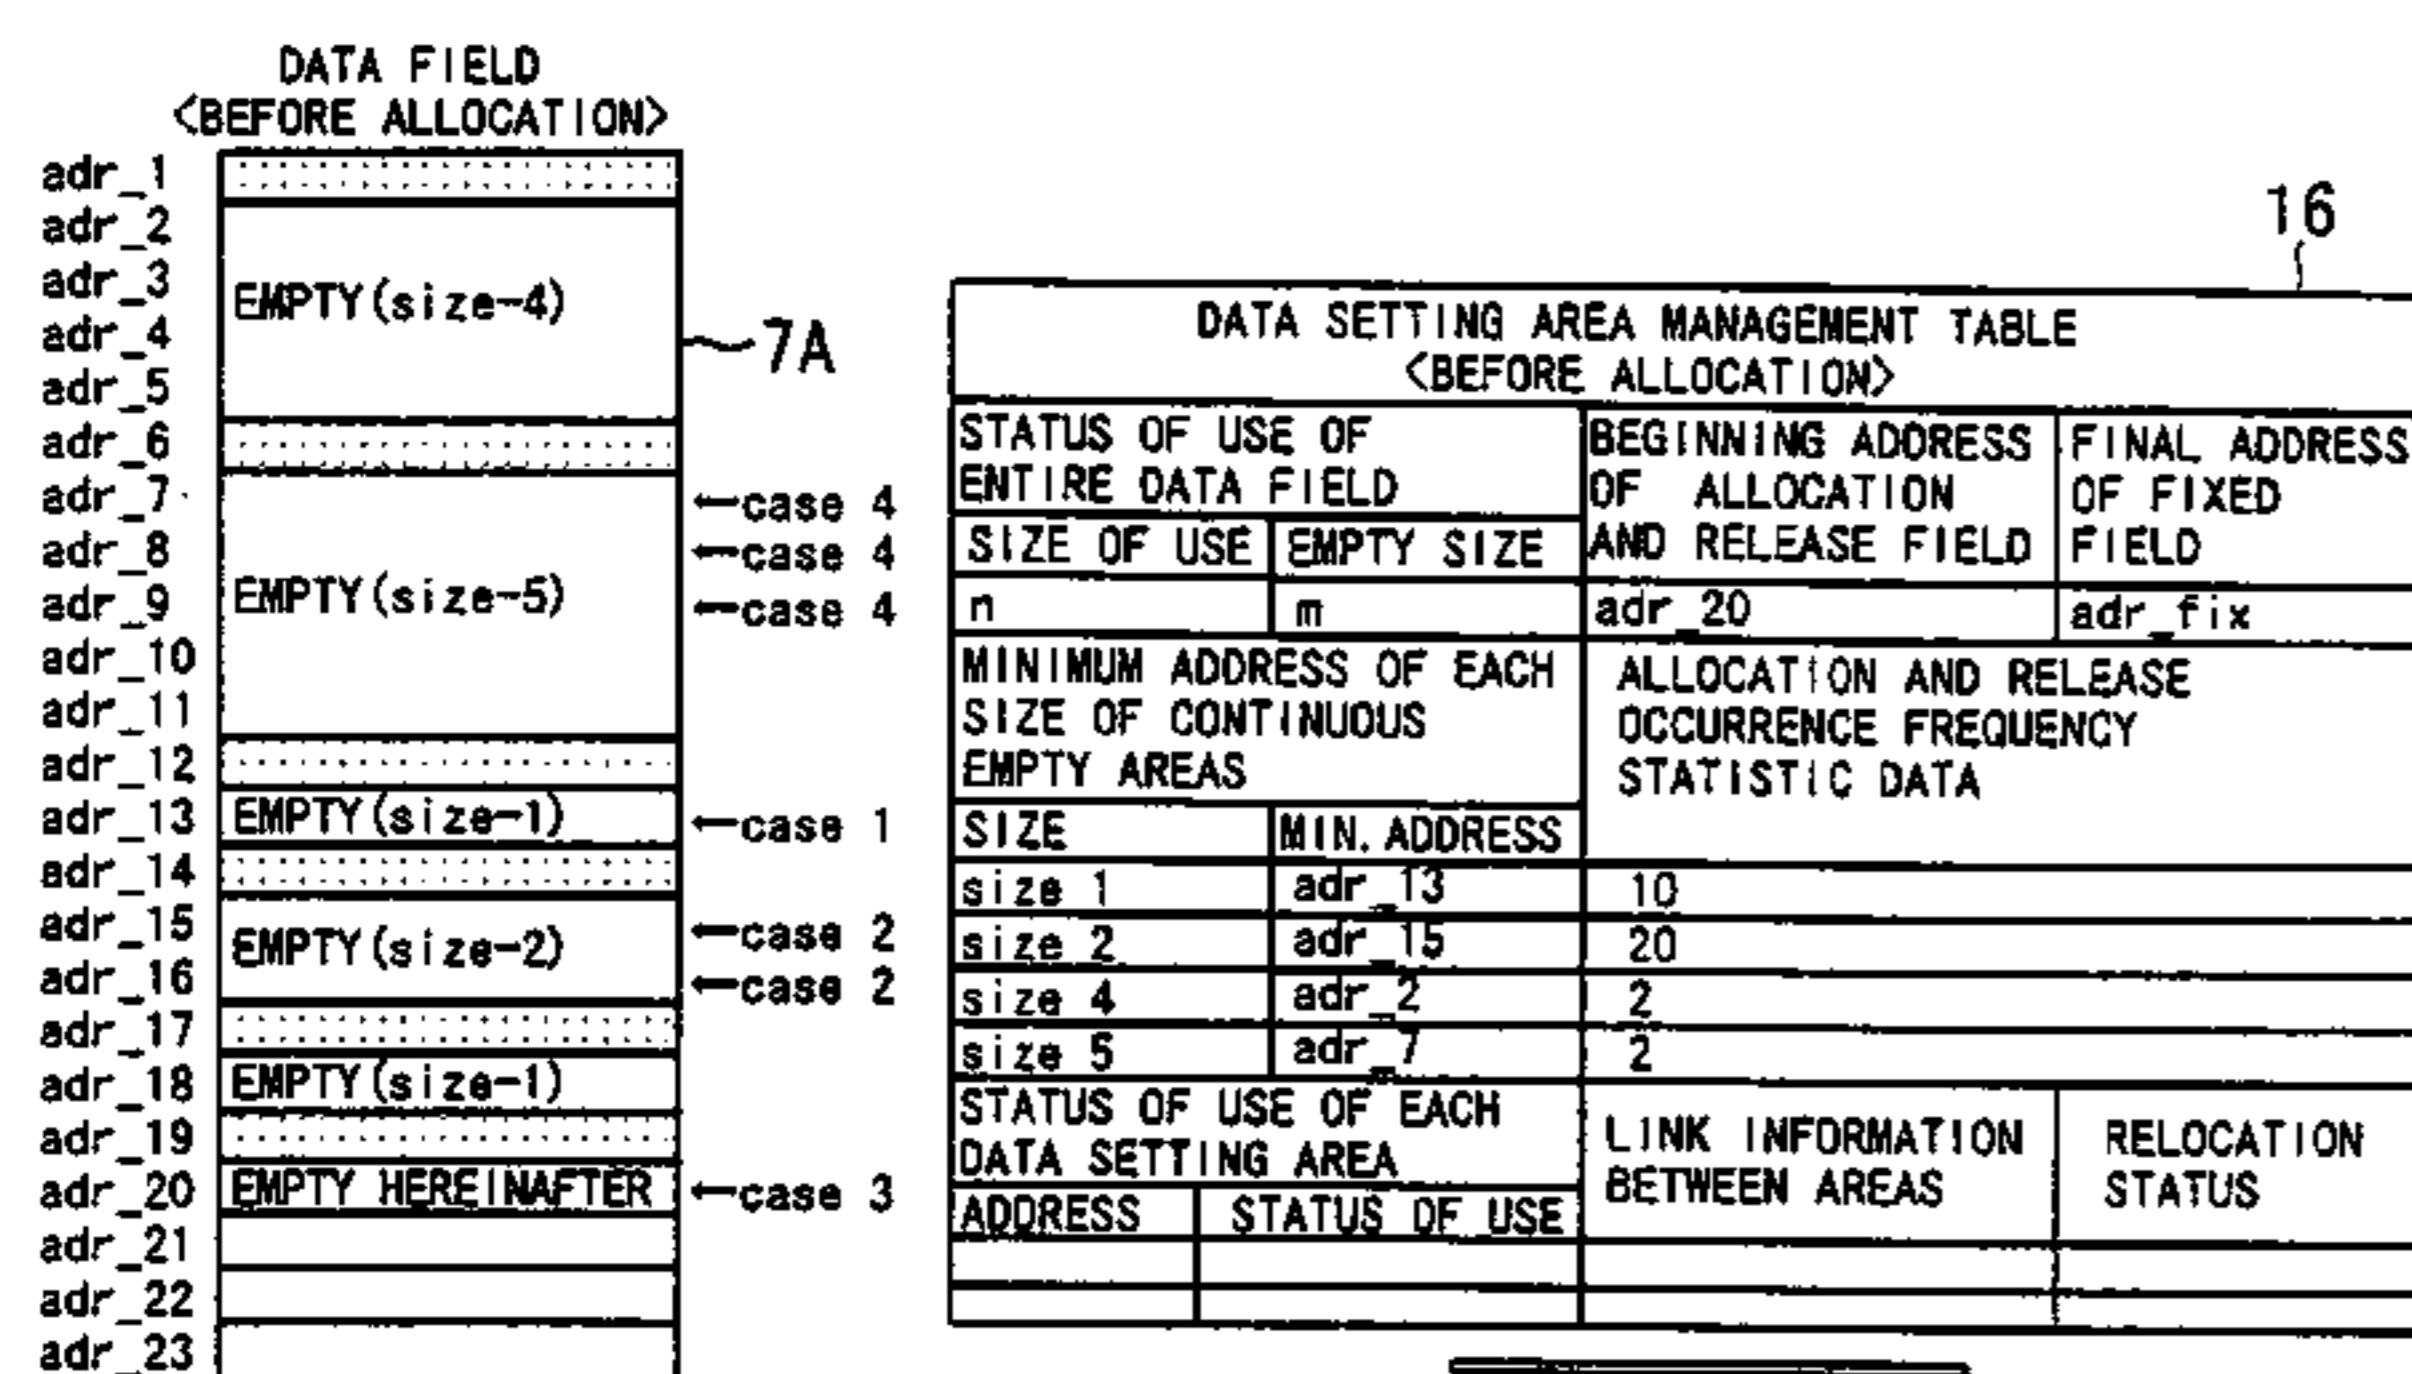 DATA FIELD
<BEFORE ALLOCATION>
adr_1
adr_2
adr_3
adr_4
adr_5
adr_6
adr_7
adr_8
adr_9
adr_10
adr_11
adr_12
adr_13
adr_14
adr_15
adr_16
adr_17
adr_18
adr_19
adr_20
adr_21
adr_22
adr_23
EMPTY(size-4)
EMPTY(size-5)
EMPTY(size-1)
EMPTY(size-2)
EMPTY(size-1)
EMPTY HEREINAFTER
7A
←case 4
←case 4
←case 4
←case 1
←case 2
←case 2
←case 3
16
DATA SETTING AREA MANAGEMENT TABLE
<BEFORE ALLOCATION>
STATUS OF USE OF
ENTIRE DATA FIELD
BEGINNING ADDRESS
OF ALLOCATION
AND RELEASE FIELD
FINAL ADDRESS
OF FIXED
FIELD
SIZE OF USE
EMPTY SIZE
n
m
adr_20
adr_fix
MINIMUM ADDRESS OF EACH
SIZE OF CONTINUOUS
EMPTY AREAS
ALLOCATION AND RELEASE
OCCURRENCE FREQUENCY
STATISTIC DATA
SIZE
MIN. ADDRESS
size 1
adr_13
10
size 2
adr_15
20
size 4
adr_2
2
size 5
adr_7
2
STATUS OF USE OF EACH
DATA SETTING AREA
LINK INFORMATION
BETWEEN AREAS
RELOCATION
STATUS
ADDRESS
STATUS OF USE